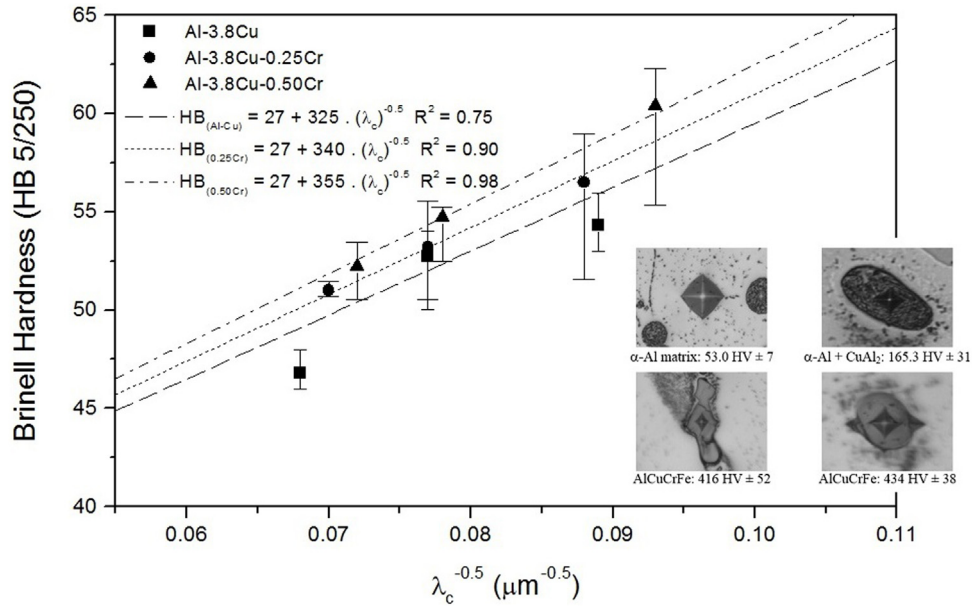 65
60
55
50
45
40
Brinell Hardness (HB 5/250)
Al-3.8Cu
Al-3.8Cu-0.25Cr
Al-3.8Cu-0.50Cr
HB(Al-Cu) = 27 + 325 . (λc)^-0.5 R² = 0.75
HB(0.25Cr) = 27 + 340 . (λc)^-0.5 R² = 0.90
HB(0.50Cr) = 27 + 355 . (λc)^-0.5 R² = 0.98
α-Al matrix: 53.0 HV ± 7
α-Al + CuAl₂: 165.3 HV ± 31
AlCuCrFe: 416 HV ± 52
AlCuCrFe: 434 HV ± 38
0.06 0.07 0.08 0.09 0.10 0.11
λc^-0.5 (μm^-0.5)